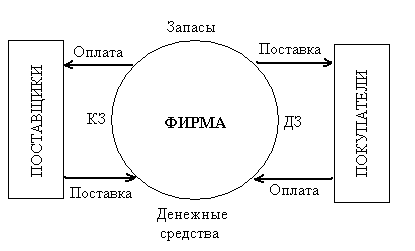 Запасы
Оплата
Поставка
ПОСТАВЩИКИ
КЗ
ФИРМА
ДЗ
ПОКУПАТЕЛИ
Поставка
Оплата
Денежные
средства